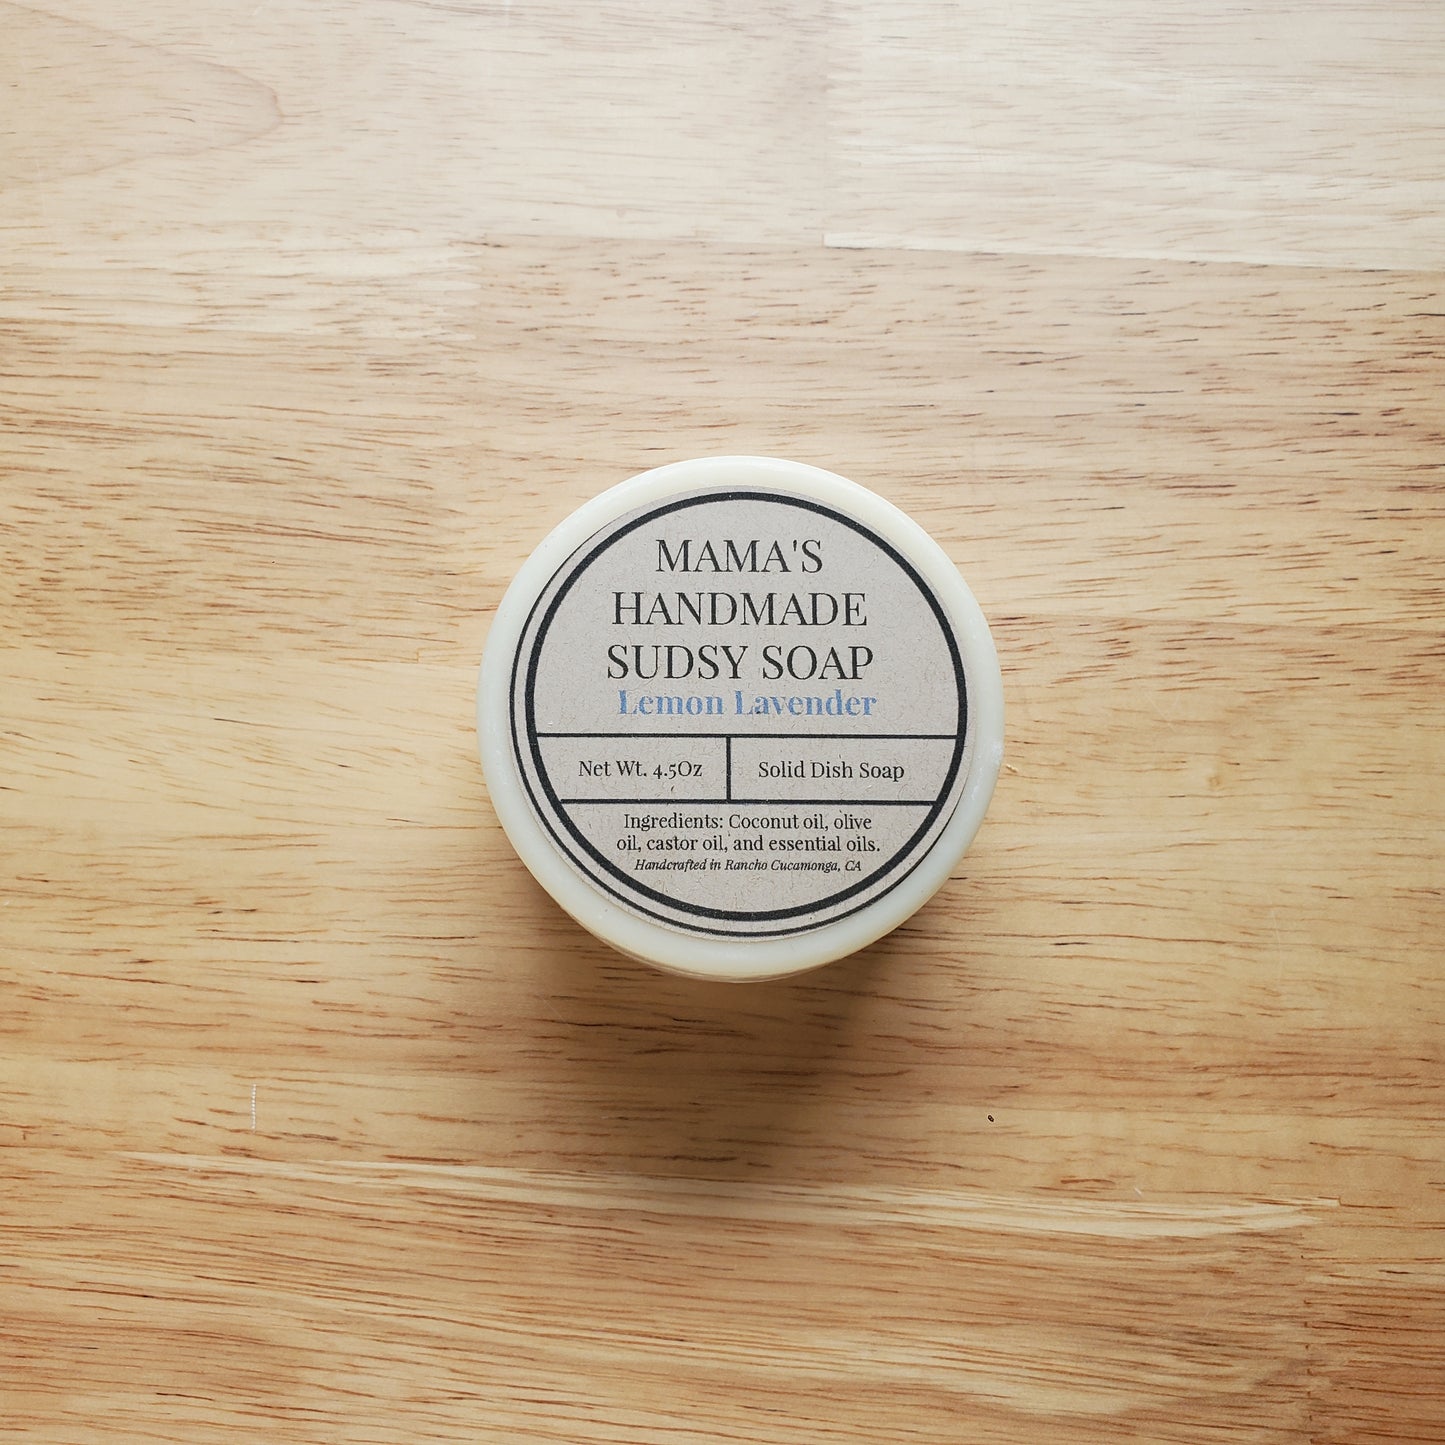 MAMA'S
HANDMADE
SUDSY SOAP
Lemon Lavender
Net Wt. 4.5Oz
Solid Dish Soap
Ingredients: Coconut oil, olive
oil, castor oil, and essential oils.
Handcrafted in Rancho Cucamonga, CA